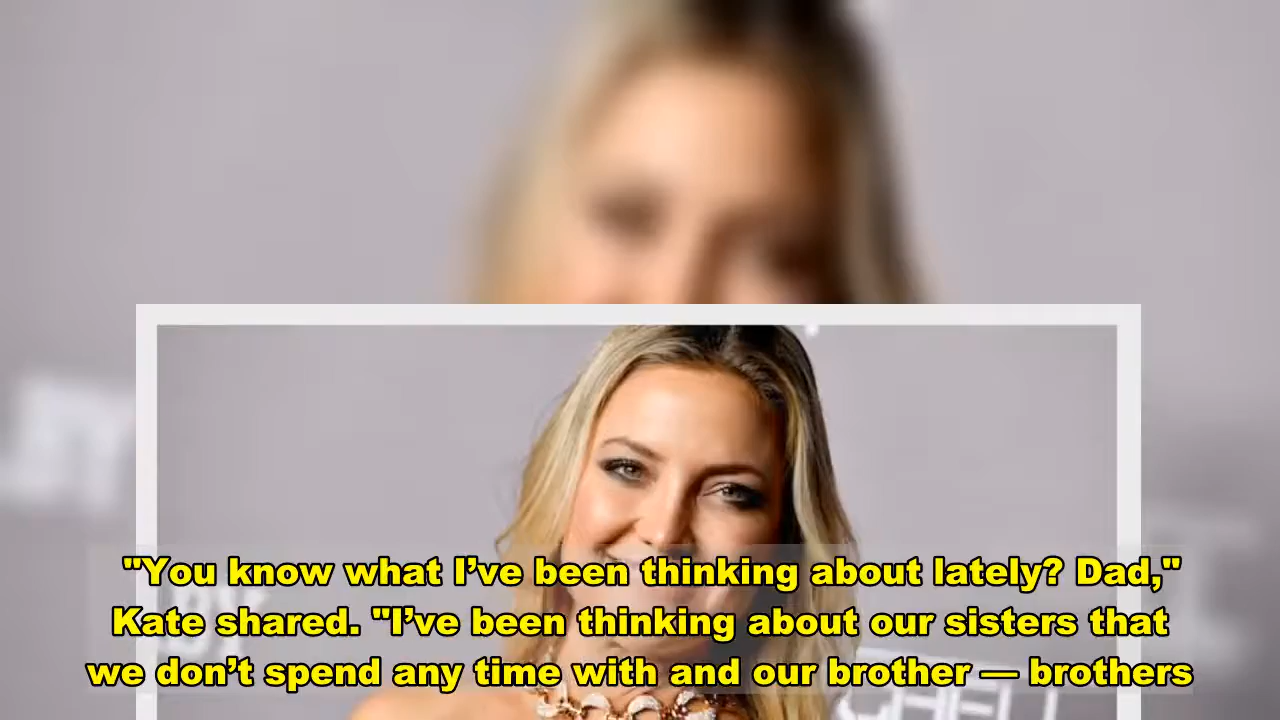 "You know what I’ve been thinking about lately? Dad,"
Kate shared. "I’ve been thinking about our sisters that
we don’t spend any time with and our brother — brothers